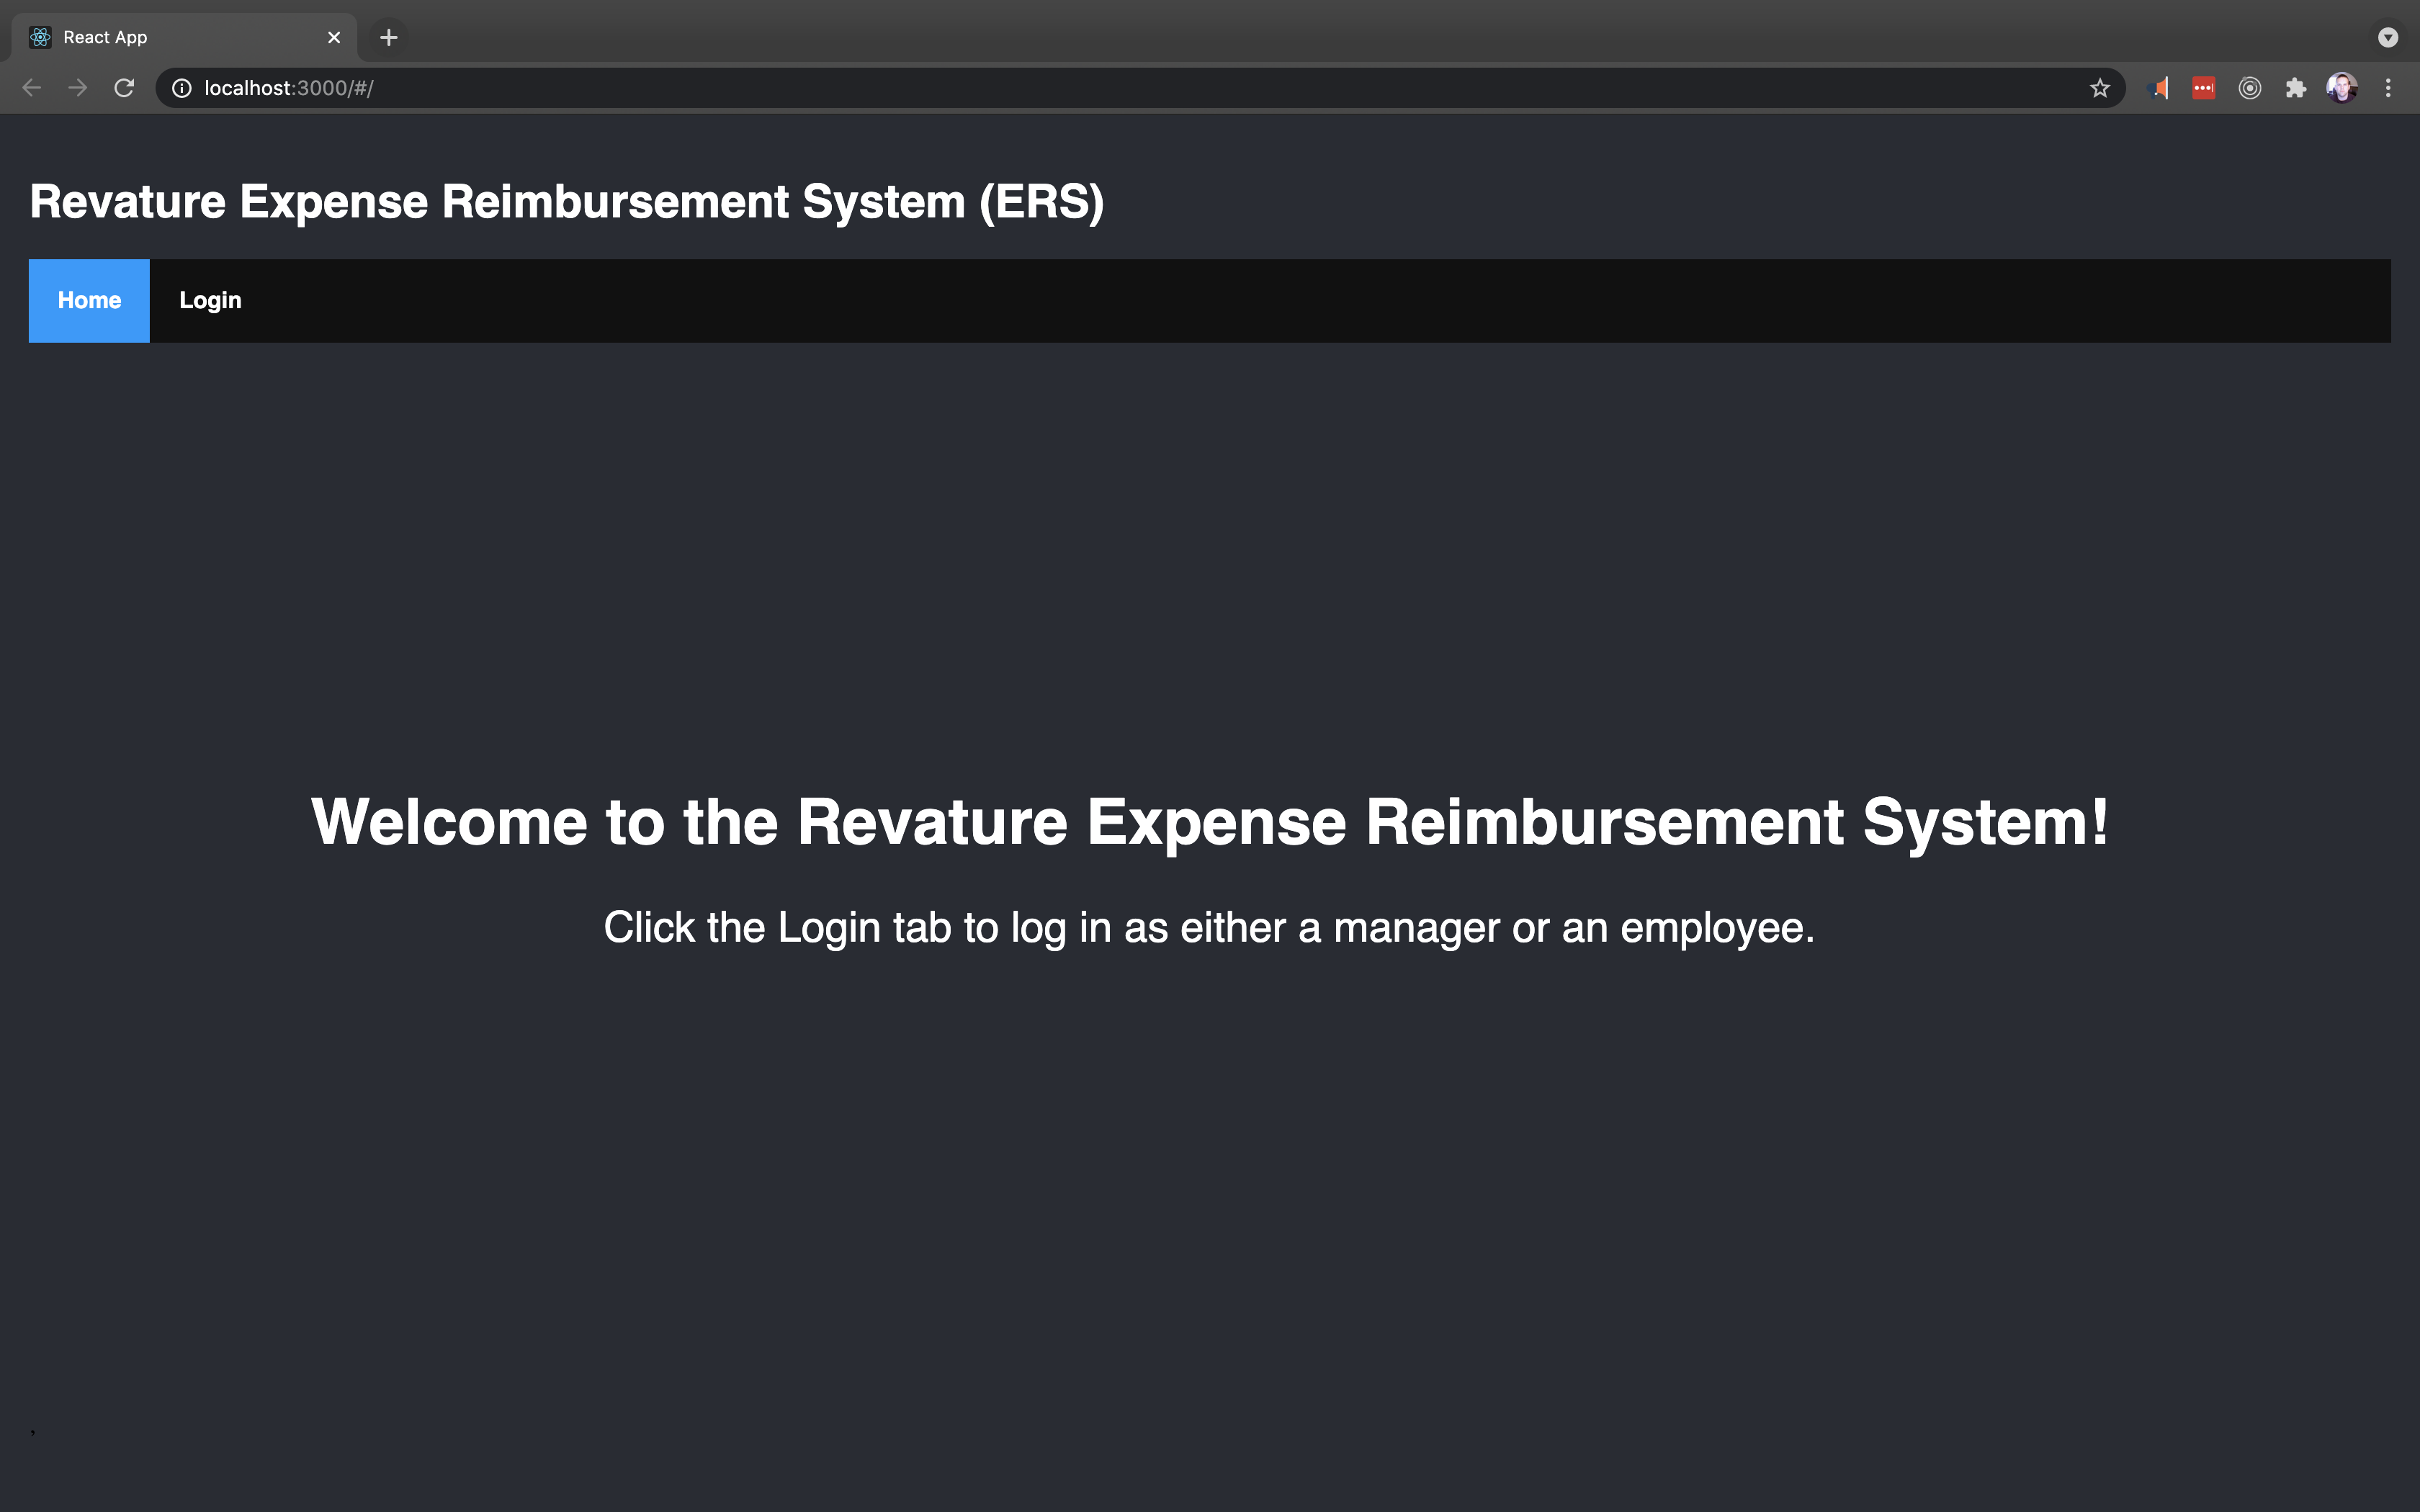 React App
localhost:3000/#/
Revature Expense Reimbursement System (ERS)
Home Login
Welcome to the Revature Expense Reimbursement System!
Click the Login tab to log in as either a manager or an employee.
,